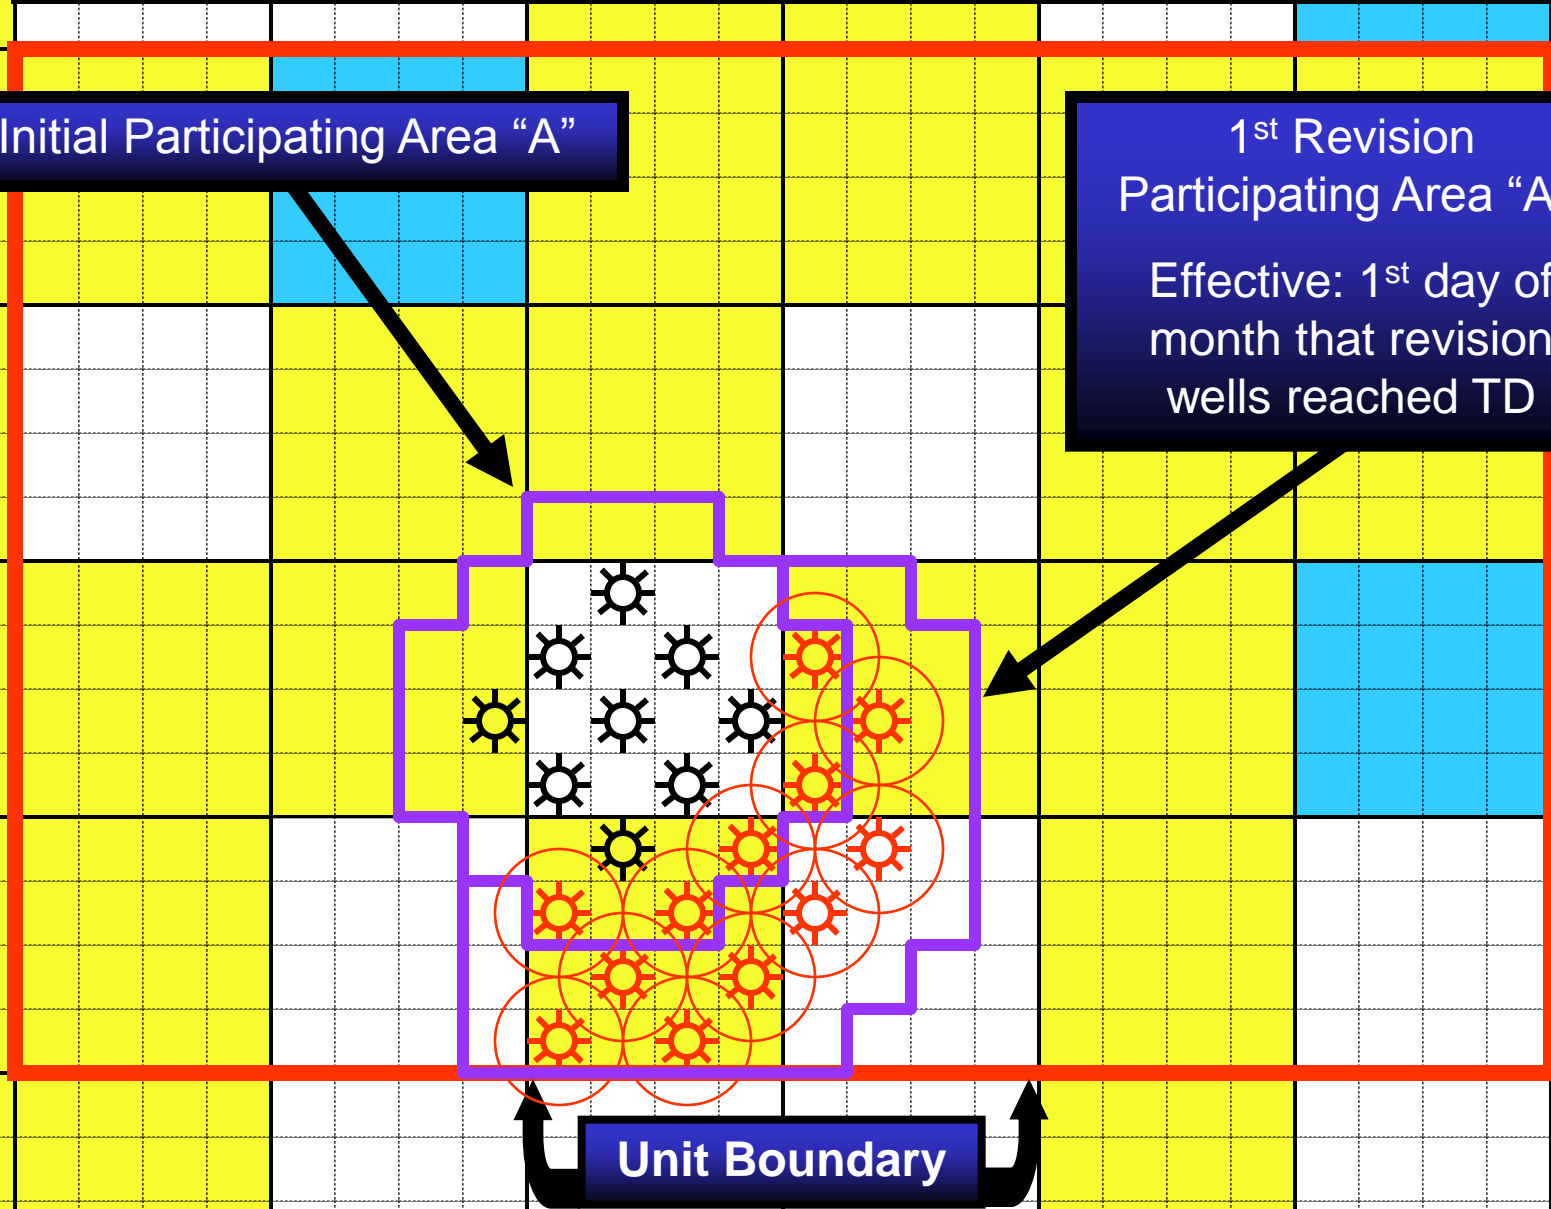 Initial Participating Area “A”
1st Revision
Participating Area “A
Effective: 1st day of
month that revision
wells reached TD
Unit Boundary